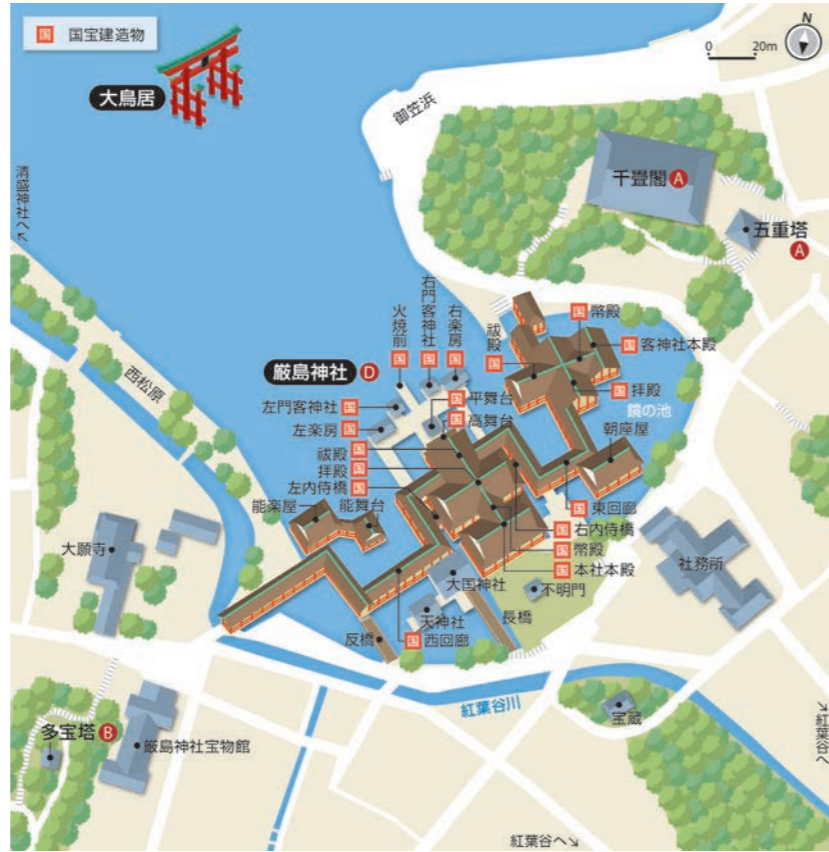 国 国宝建造物
大鳥居
0 20m
N
御笠浜
千畳閣 A
五重塔
A
↖へ清盛神社
西松原
火焼前
国
右門客神社
国
右楽房
国
祓殿
国
国 幣殿
国 客神社本殿
国 拝殿
鏡の池
朝座屋
厳島神社 D
左門客神社 国
左楽房 国
国 平舞台
国 高舞台
祓殿 国
拝殿 国
左内侍橋 国
能楽屋
能舞台
国 東回廊
国 右内侍橋
国 幣殿
国 本社本殿
大願寺
大国神社
不明門
社務所
天神社
長橋
反橋
国 西回廊
紅葉谷川
宝蔵
↘紅葉谷へ
多宝塔 B
厳島神社宝物館
紅葉谷へ↘